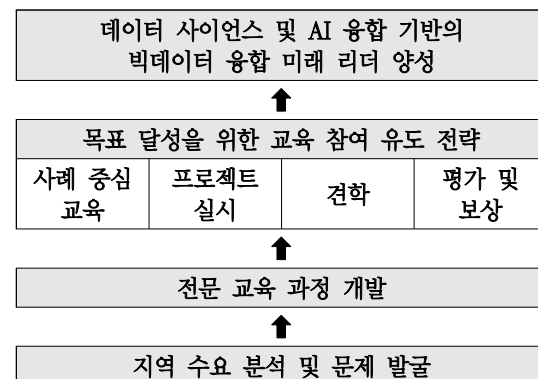 데이터 사이언스 및 AI 융합 기반의
빅데이터 융합 미래 리더 양성
목표 달성을 위한 교육 참여 유도 전략
사례 중심
교육
프로젝트
실시
견학
평가 및
보상
전문 교육 과정 개발
지역 수요 분석 및 문제 발굴